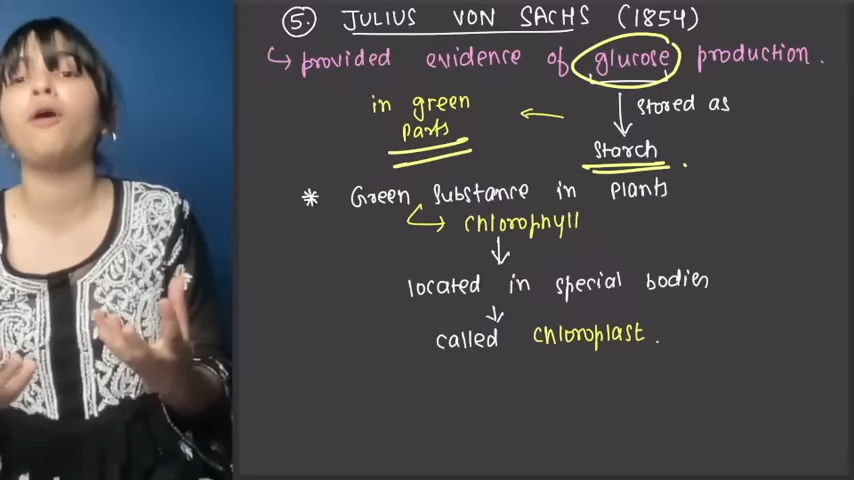 5. JULIUS VON SACHS (1854)
↳ provided evidence of glucose production.
in green ← ↓ stored as
parts
starch.
* Green substance in plants
↳ chlorophyll
↓
located in special bodies
↓
called chloroplast.